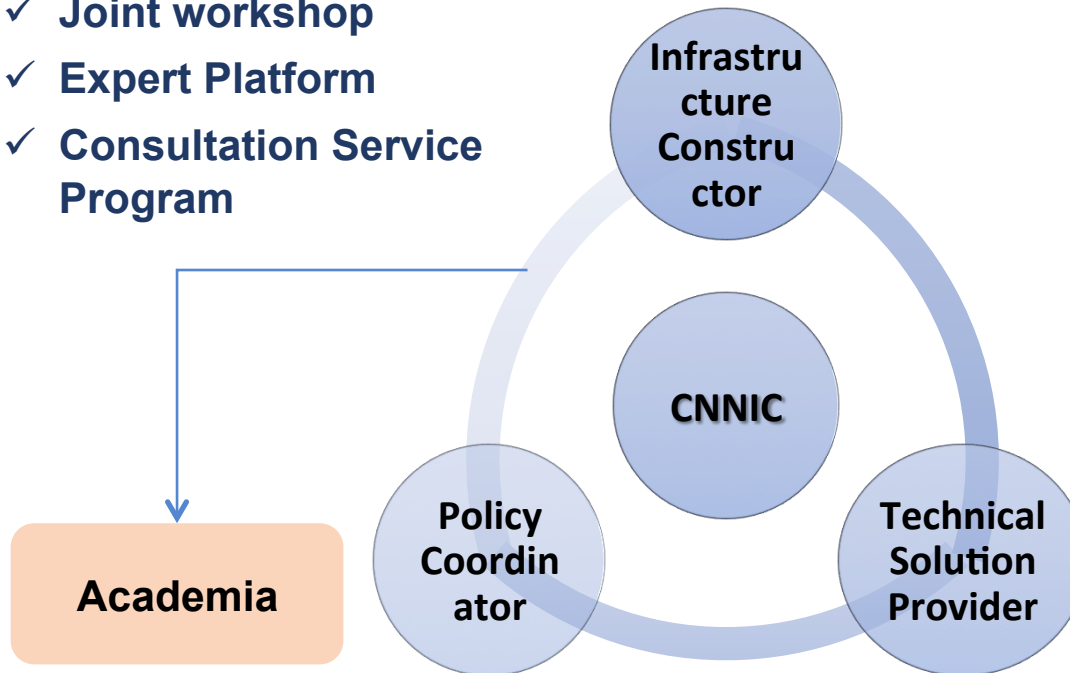 ✓ Joint workshop
✓ Expert Platform
✓ Consultation Service
Program
Infrastru
cture
Constru
ctor
CNNIC
Policy
Coordin
ator
Technical
Solution
Provider
Academia